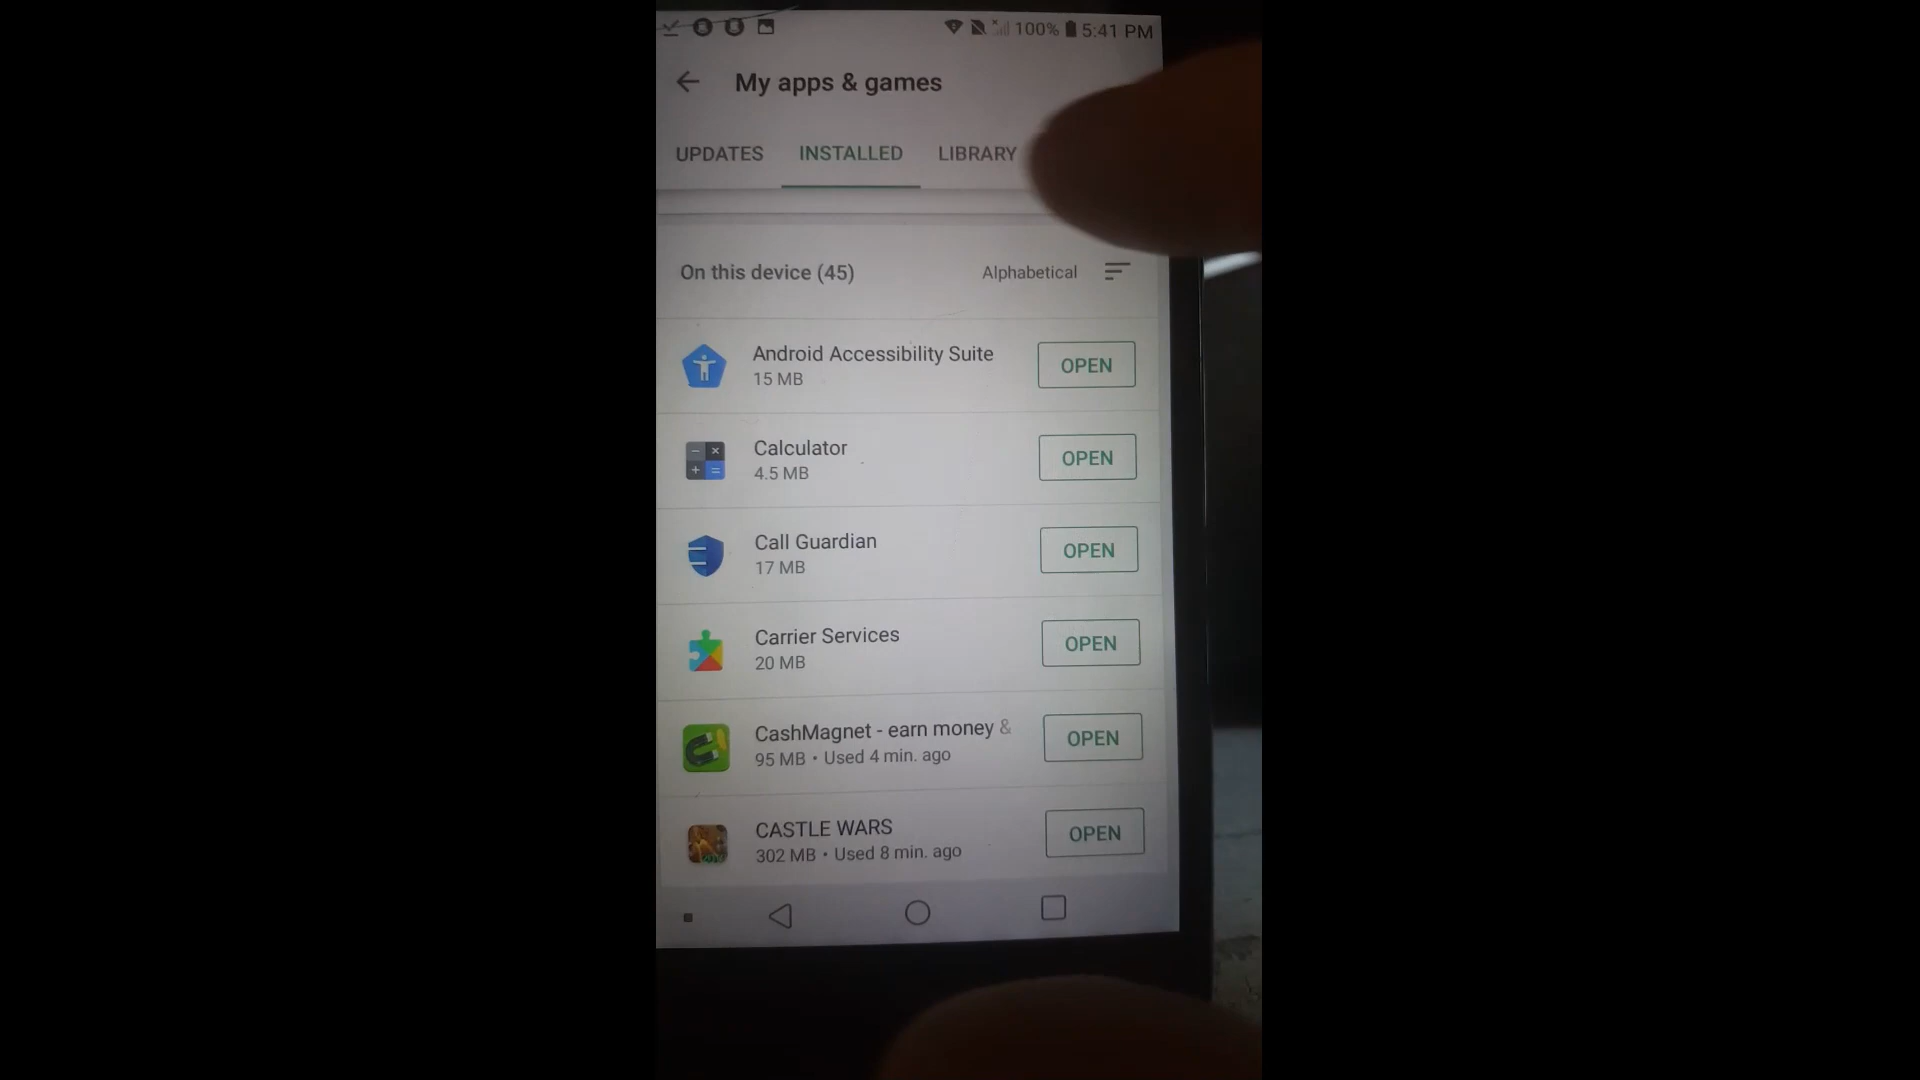 100% 5:41 PM
My apps & games
UPDATES INSTALLED LIBRARY
On this device (45) Alphabetical
Android Accessibility Suite
15 MB
OPEN
Calculator
4.5 MB
OPEN
Call Guardian
17 MB
OPEN
Carrier Services
20 MB
OPEN
CashMagnet - earn money &
95 MB • Used 4 min. ago
OPEN
CASTLE WARS
302 MB • Used 8 min. ago
OPEN